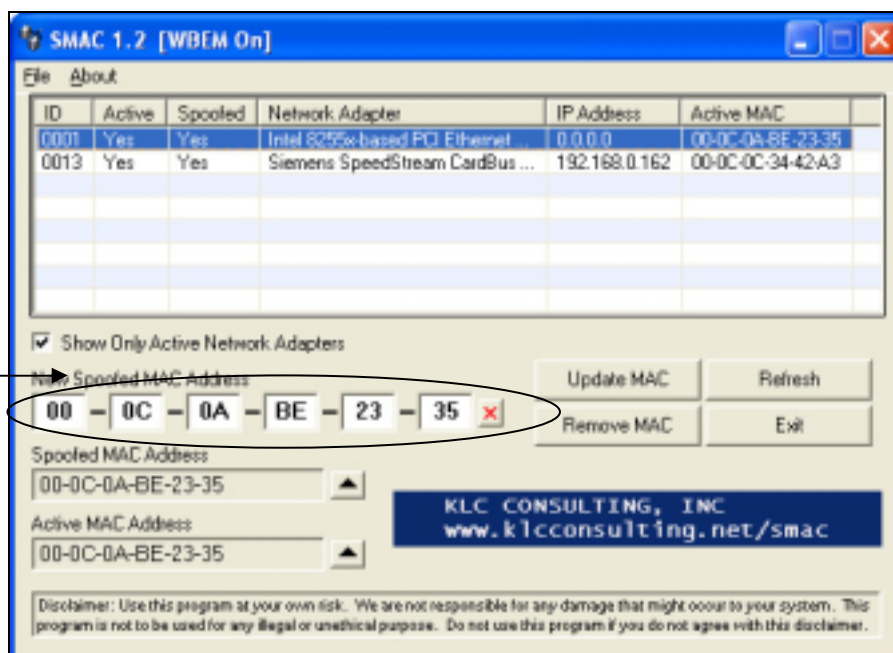 SMAC 1.2 [WBEM On]
File About
ID Active Spoofed Network Adapter IP Address Active MAC
0001 Yes Yes Intel 8255x-based PCI Ethernet ... 0.0.0.0 00-0C-0A-BE-23-35
0013 Yes Yes Siemens SpeedStream CardBus ... 192.168.0.162 00-0C-0C-34-42-A3
Show Only Active Network Adapters
New Spoofed MAC Address
00 - 0C - 0A - BE - 23 - 35
Update MAC Refresh
Remove MAC Exit
Spoofed MAC Address
00-0C-0A-BE-23-35
Active MAC Address
00-0C-0A-BE-23-35
KLC CONSULTING, INC
www.klcconsulting.net/smac
Disclaimer: Use this program at your own risk. We are not responsible for any damage that might occur to your system. This
program is not to be used for any illegal or unethical purpose. Do not use this program if you do not agree with this disclaimer.